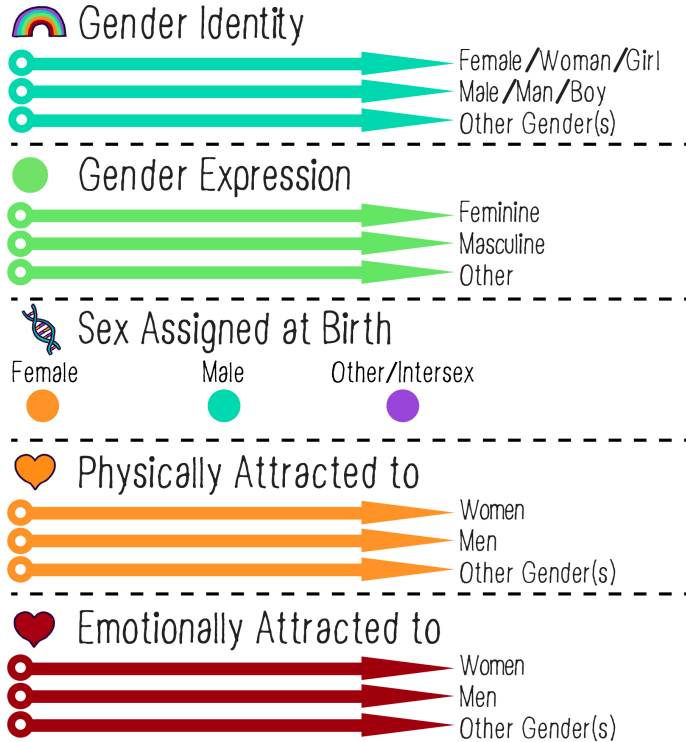 Gender Identity
Female/Woman/Girl
Male/Man/Boy
Other Gender(s)
Gender Expression
Feminine
Masculine
Other
Sex Assigned at Birth
Female Male Other/Intersex
Physically Attracted to
Women
Men
Other Gender(s)
Emotionally Attracted to
Women
Men
Other Gender(s)